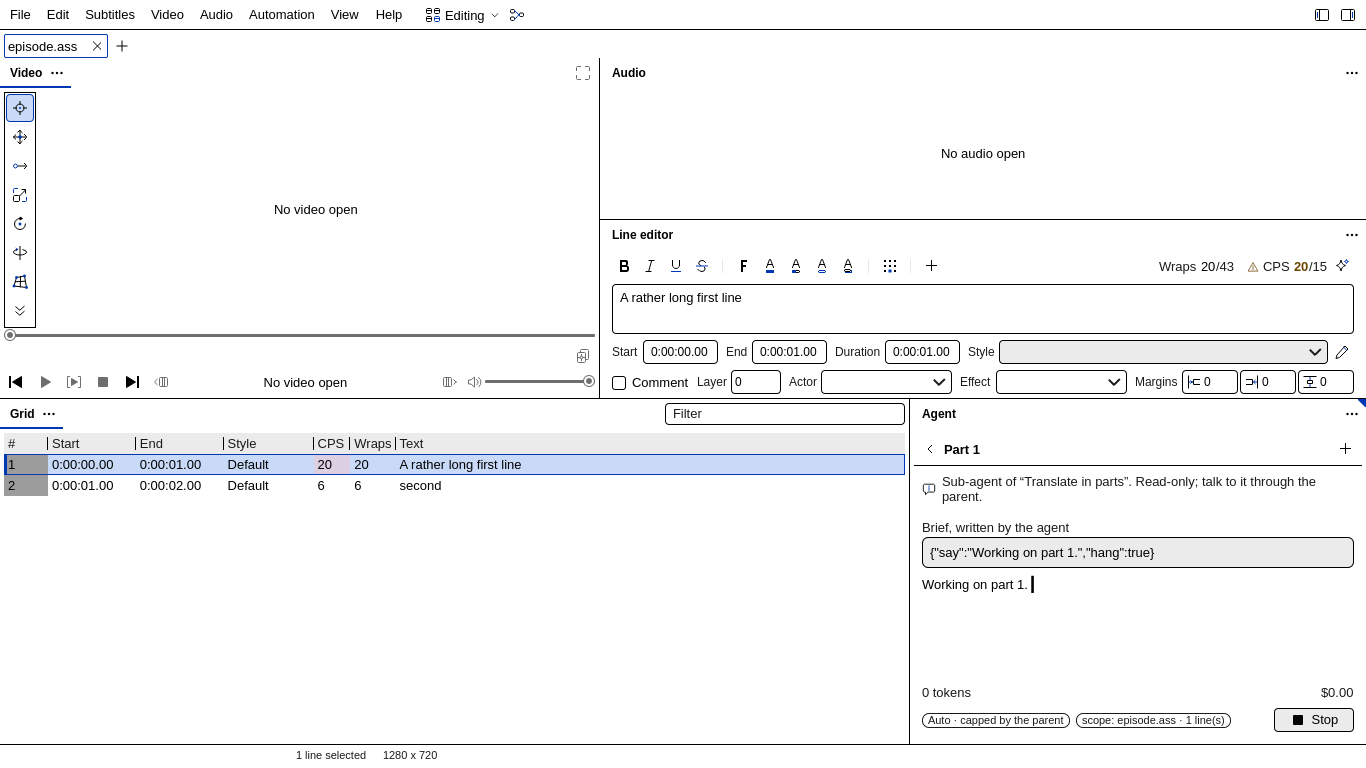 File Edit Subtitles Video Audio Automation View Help Editing
episode.ass
Video
Audio
No video open
No audio open
Line editor
B I U S F A A A A Wraps 20/43 CPS 20/15
A rather long first line
Start 0:00:00.00 End 0:00:01.00 Duration 0:00:01.00 Style
No video open
Comment Layer 0 Actor Effect Margins 0 0 0
Grid
Filter
# Start End Style CPS Wraps Text
1 0:00:00.00 0:00:01.00 Default 20 20 A rather long first line
2 0:00:01.00 0:00:02.00 Default 6 6 second
Agent
Part 1
Sub-agent of “Translate in parts”. Read-only; talk to it through the
parent.
Brief, written by the agent
{"say":"Working on part 1.","hang":true}
Working on part 1.
0 tokens $0.00
Auto · capped by the parent scope: episode.ass · 1 line(s) Stop
1 line selected 1280 x 720